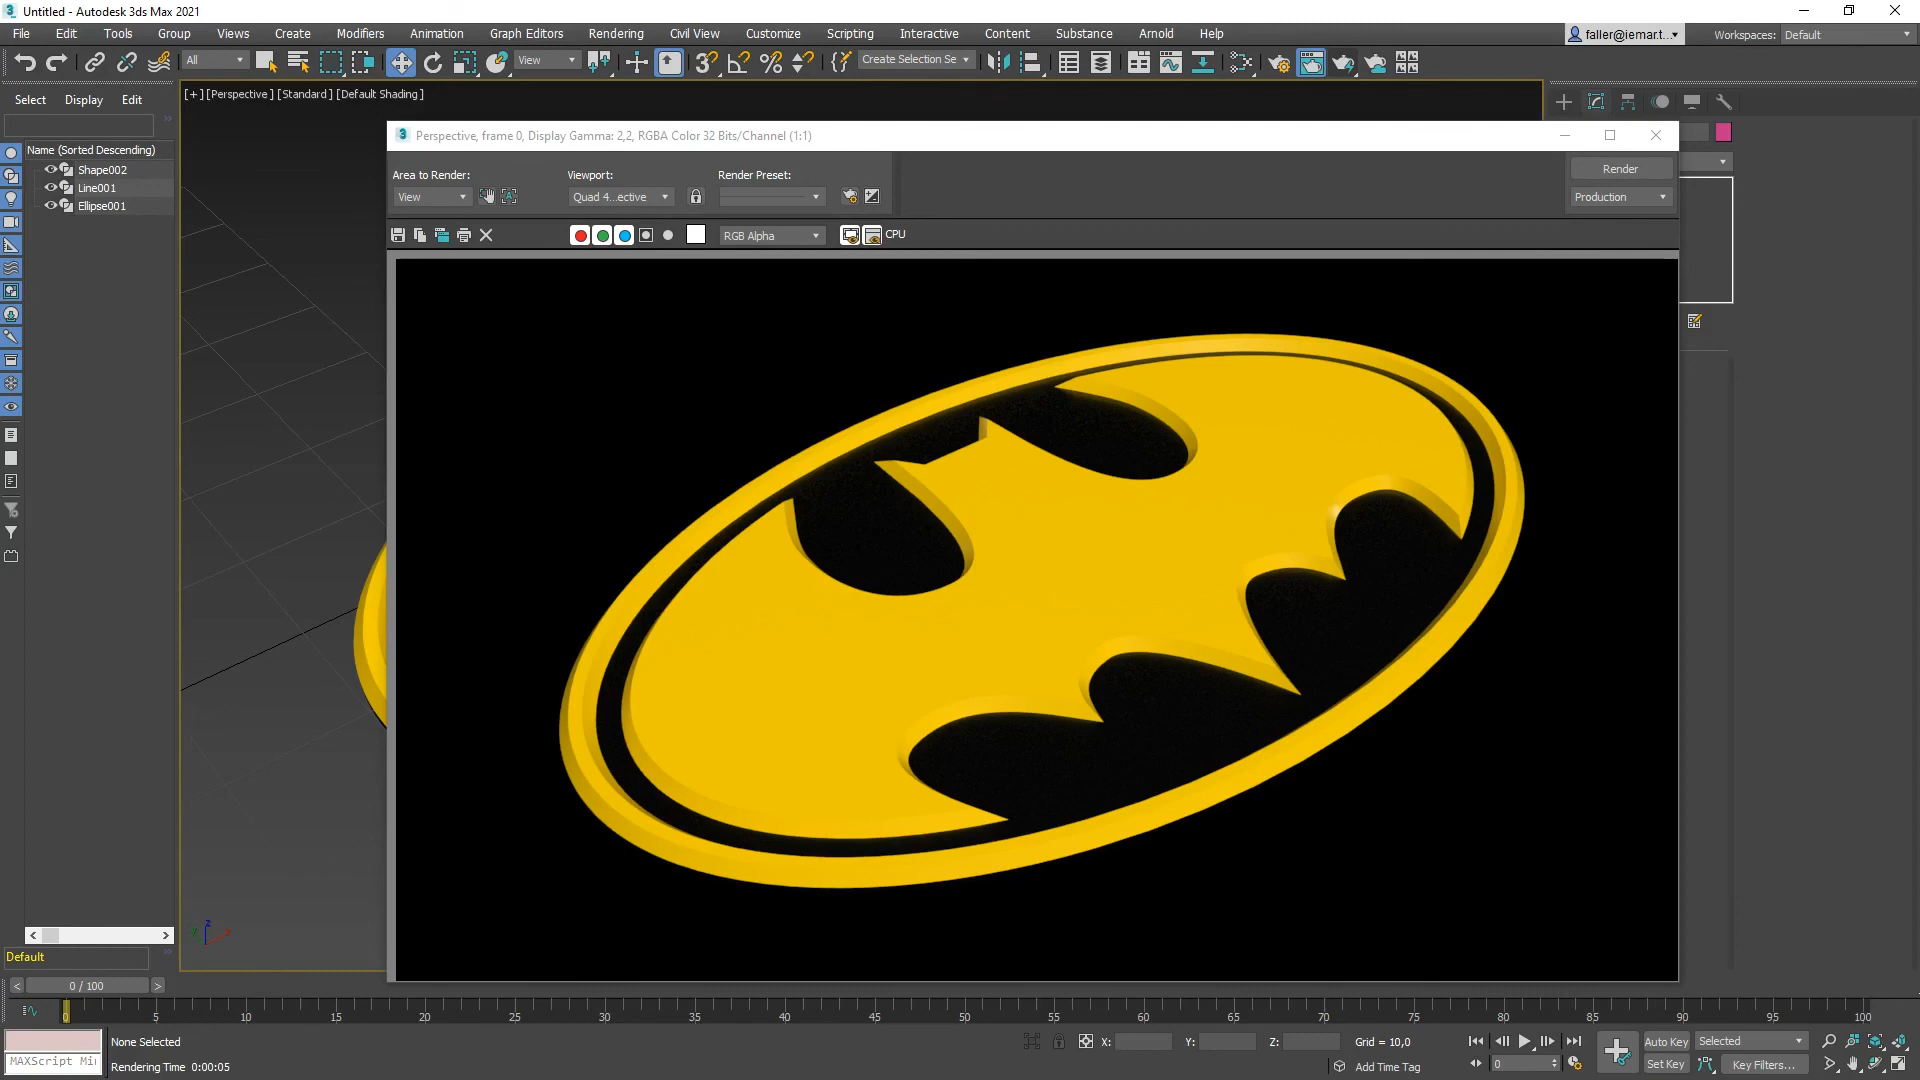 Untitled - Autodesk 3ds Max 2021
File Edit Tools Group Views Create Modifiers Animation Graph Editors Rendering Civil View Customize Scripting Interactive Content Substance Arnold Help
faller@iemar.t...
Workspaces: Default
All
View
Create Selection Se
Select Display Edit
[+] [Perspective ] [Standard ] [Default Shading ]
Name (Sorted Descending)
Shape002
Line001
Ellipse001
Perspective, frame 0, Display Gamma: 2,2, RGBA Color 32 Bits/Channel (1:1)
Area to Render:
View
Viewport:
Quad 4...ective
Render Preset:
Render
Production
RGB Alpha
CPU
z
x
y
Default
0 / 100
0 5 10 15 20 25 30 35 40 45 50 55 60 65 70 75 80 85 90 95 100
None Selected
X: Y: Z:
Grid = 10,0
Auto Key
Selected
MAXScript Mi
Rendering Time 0:00:05
Add Time Tag
0
Set Key
Key Filters...